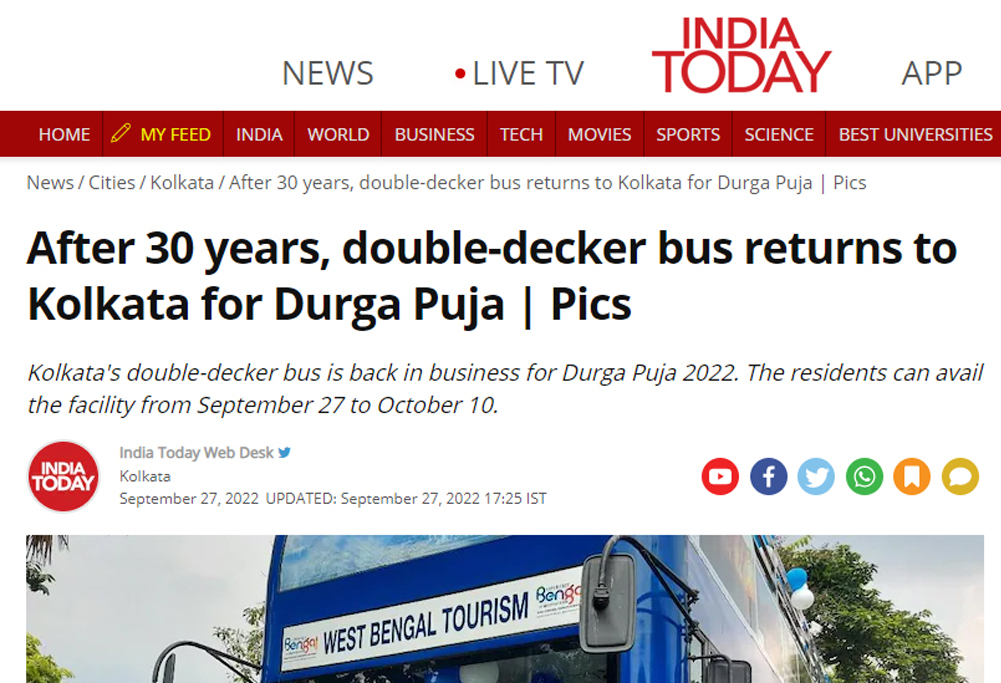 INDIA
TODAY
NEWS
LIVE TV
APP
HOME MY FEED INDIA WORLD BUSINESS TECH MOVIES SPORTS SCIENCE BEST UNIVERSITIES
News / Cities / Kolkata / After 30 years, double-decker bus returns to Kolkata for Durga Puja | Pics
After 30 years, double-decker bus returns to
Kolkata for Durga Puja | Pics
Kolkata's double-decker bus is back in business for Durga Puja 2022. The residents can avail
the facility from September 27 to October 10.
INDIA
TODAY
India Today Web Desk
Kolkata
September 27, 2022 UPDATED: September 27, 2022 17:25 IST
WEST BENGAL TOURISM